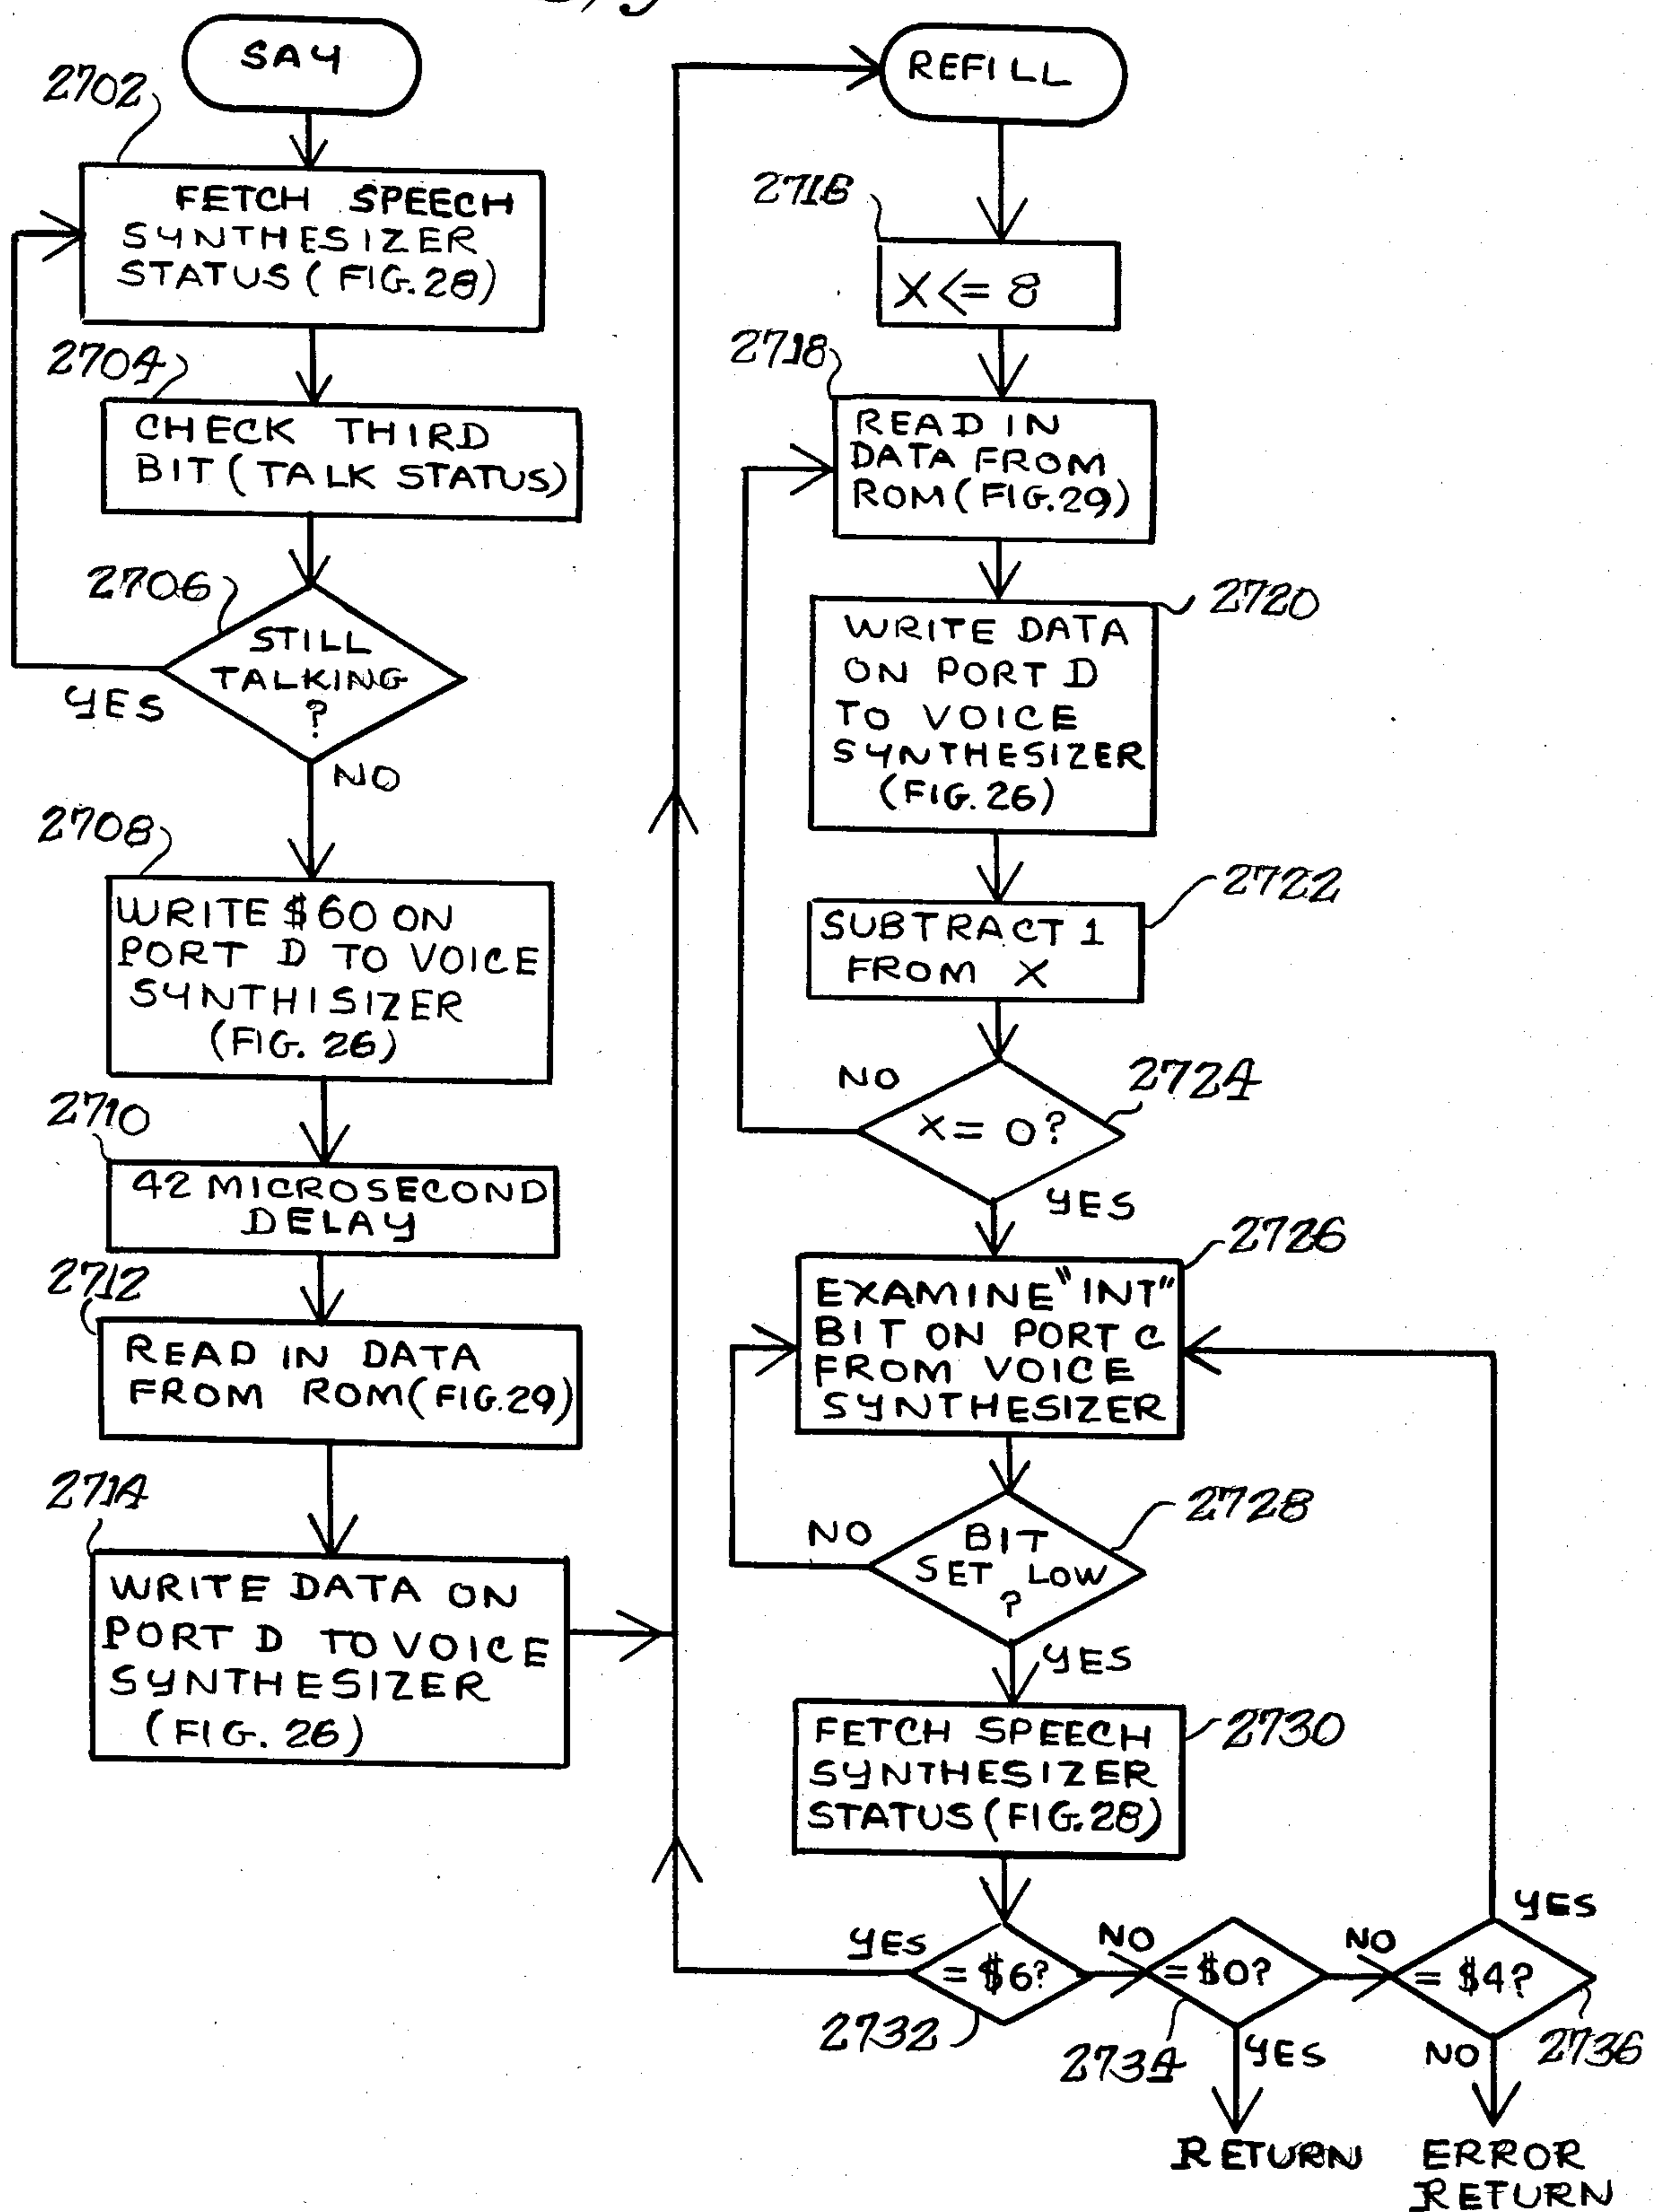 SAY
2702
FETCH SPEECH
SYNTHESIZER
STATUS (FIG. 28)
2704
CHECK THIRD
BIT (TALK STATUS)
2706
STILL
TALKING
?
YES
NO
2708
WRITE $60 ON
PORT D TO VOICE
SYNTHISIZER
(FIG. 26)
2710
42 MICROSECOND
DELAY
2712
READ IN DATA
FROM ROM (FIG. 29)
2714
WRITE DATA ON
PORT D TO VOICE
SYNTHESIZER
(FIG. 26)
REFILL
2716
X <= 8
2718
READ IN
DATA FROM
ROM (FIG. 29)
2720
WRITE DATA
ON PORT D
TO VOICE
SYNTHESIZER
(FIG. 26)
2722
SUBTRACT 1
FROM X
2724
NO
X = 0?
YES
2726
EXAMINE "INT"
BIT ON PORT C
FROM VOICE
SYNTHESIZER
2728
NO
BIT
SET LOW
?
YES
2730
FETCH SPEECH
SYNTHESIZER
STATUS (FIG. 28)
YES
= $6?
2732
NO
= $0?
2734
YES
RETURN
NO
= $4?
2736
YES
NO
ERROR
RETURN